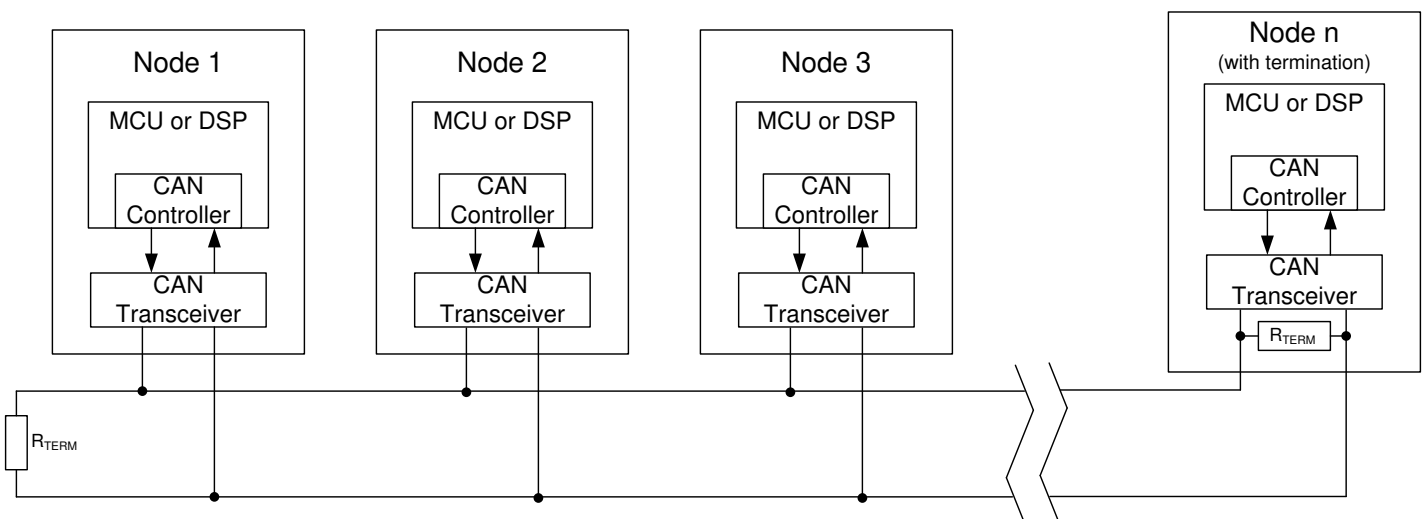 Node 1
MCU or DSP
CAN
Controller
CAN
Transceiver
Node 2
MCU or DSP
CAN
Controller
CAN
Transceiver
Node 3
MCU or DSP
CAN
Controller
CAN
Transceiver
Node n
(with termination)
MCU or DSP
CAN
Controller
CAN
Transceiver
RTERM
RTERM